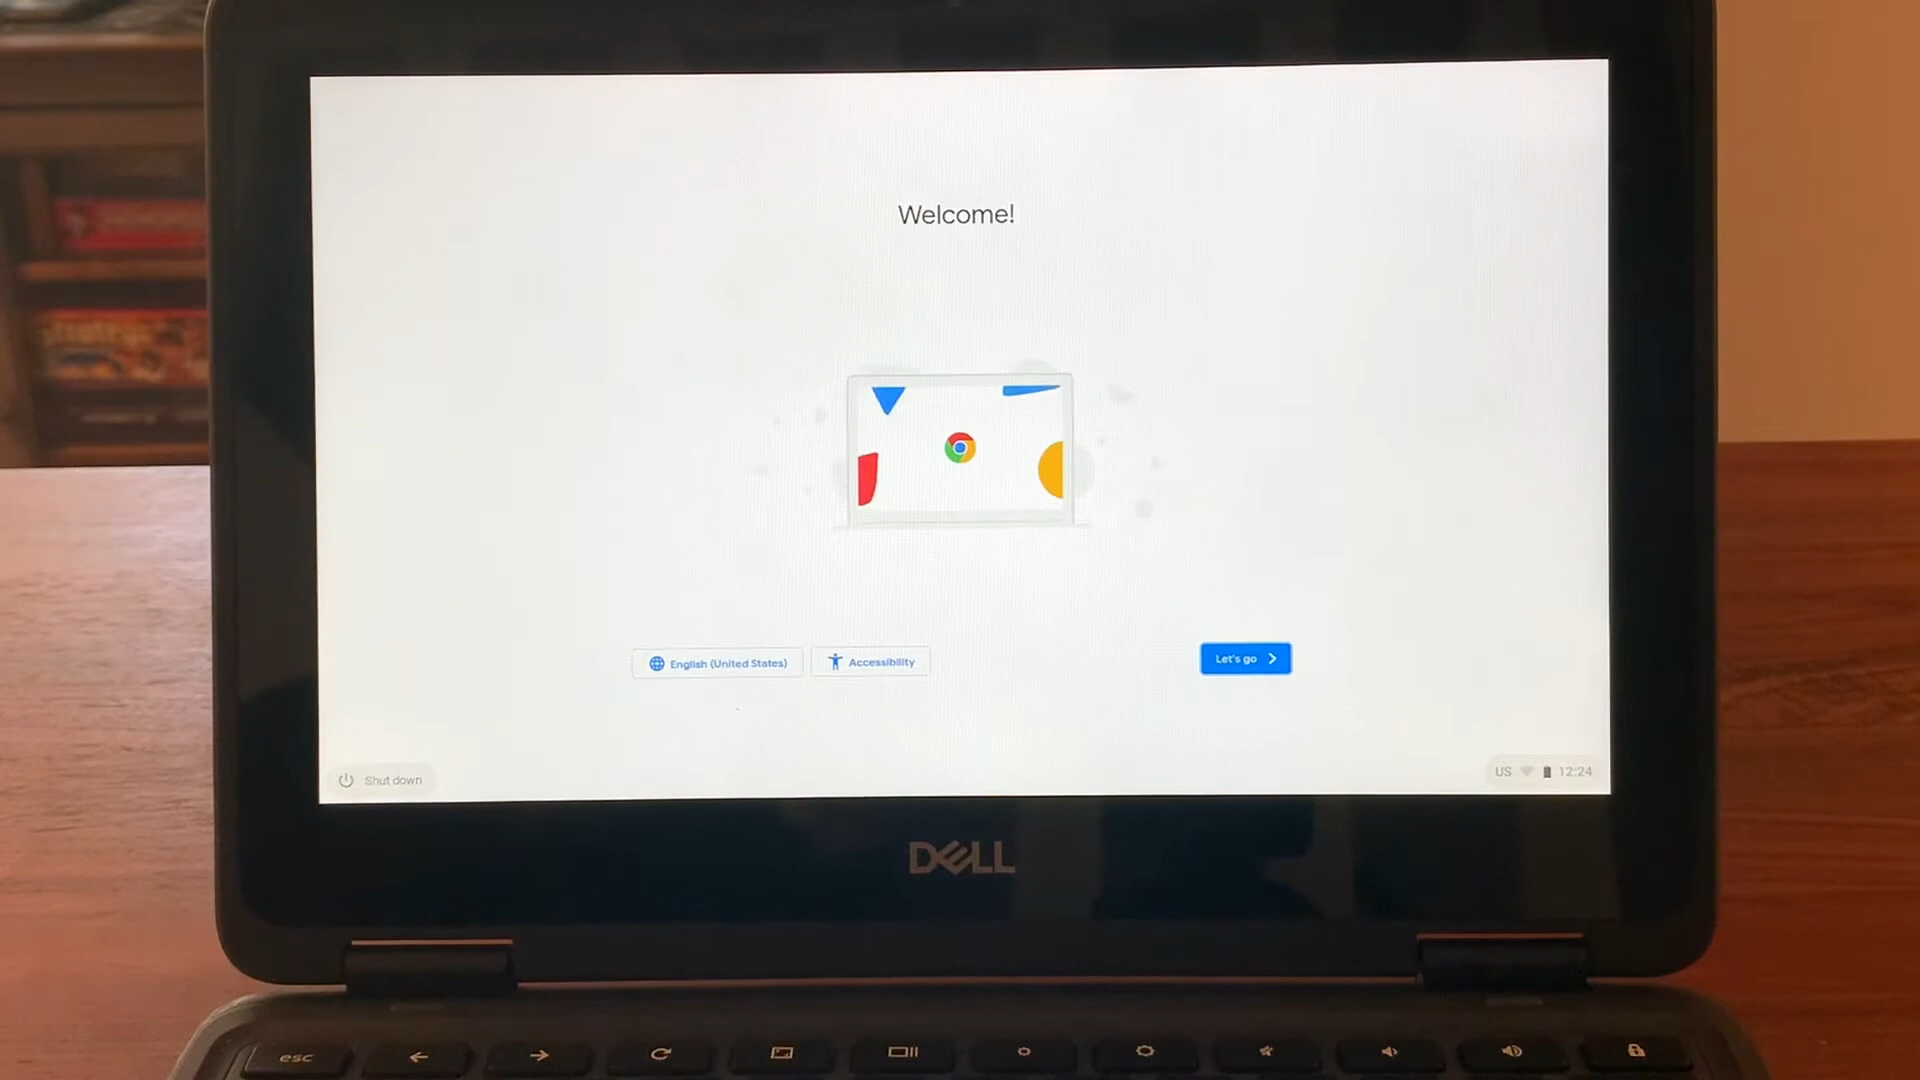 Welcome!
English (United States)
Accessibility
Let's go
Shut down
US 12:24
DELL
esc